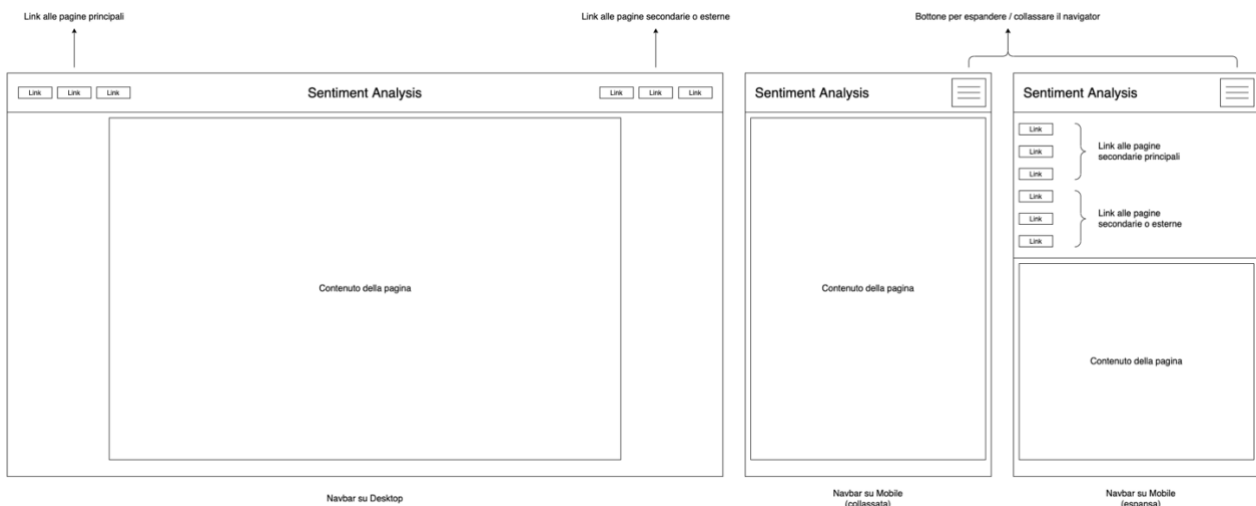 Link alle pagine principali
Link alle pagine secondarie o esterne
Bottone per espandere / collassare il navigator
Link Link Link
Sentiment Analysis
Link Link Link
Contenuto della pagina
Navbar su Desktop
Sentiment Analysis
Contenuto della pagina
Navbar su Mobile
(collassata)
Sentiment Analysis
Link
Link
Link
Link alle pagine
secondarie principali
Link
Link
Link
Link alle pagine
secondarie o esterne
Contenuto della pagina
Navbar su Mobile
(espansa)